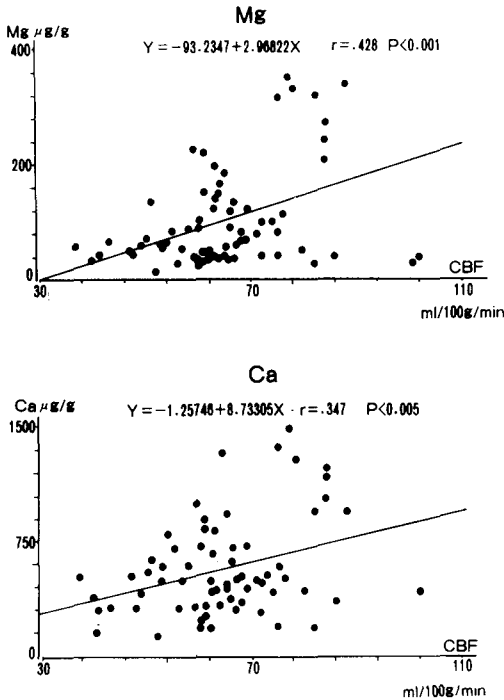 Mg
Mg μg/g
Y = -93.2347+2.96822X r=.428 P<0.001
400
200
0
30 70 110
CBF
ml/100g/min
Ca
Ca μg/g
Y=-1.25746+8.73305X · r=.347 P<0.005
1500
750
0
30 70 110
CBF
ml/100g/min